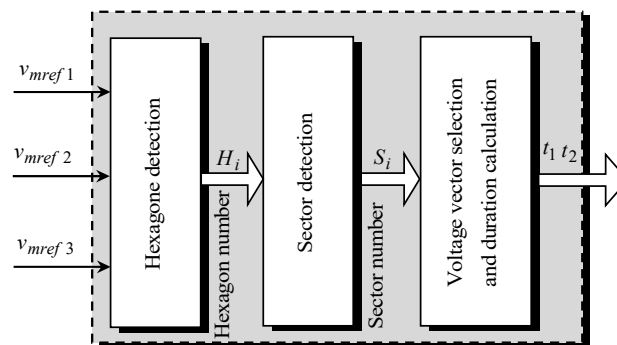 v_mref 1
v_mref 2
v_mref 3
Hexagone detection
H_i
Hexagon number
Sector detection
S_i
Sector number
Voltage vector selection
and duration calculation
t_1 t_2